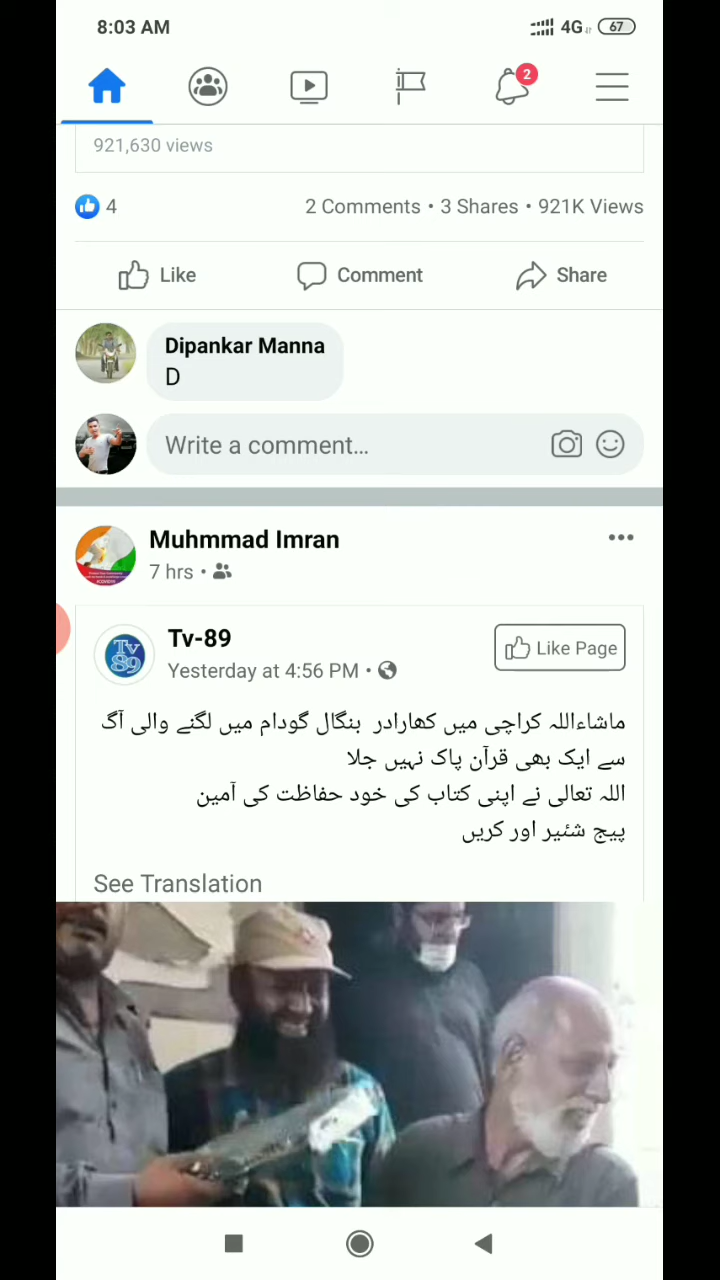 8:03 AM 4G 67
2
921,630 views
4 2 Comments • 3 Shares • 921K Views
Like Comment Share
Dipankar Manna
D
Write a comment...
Muhmmad Imran
7 hrs •
Tv-89 Like Page
Tv
89
Yesterday at 4:56 PM •
ماشاءاللہ کراچی میں کھارادر بنگال گودام میں لگنے والی آگ
سے ایک بھی قرآن پاک نہیں جلا
اللہ تعالی نے اپنی کتاب کی خود حفاظت کی آمین
پیج شئیر اور کریں
See Translation